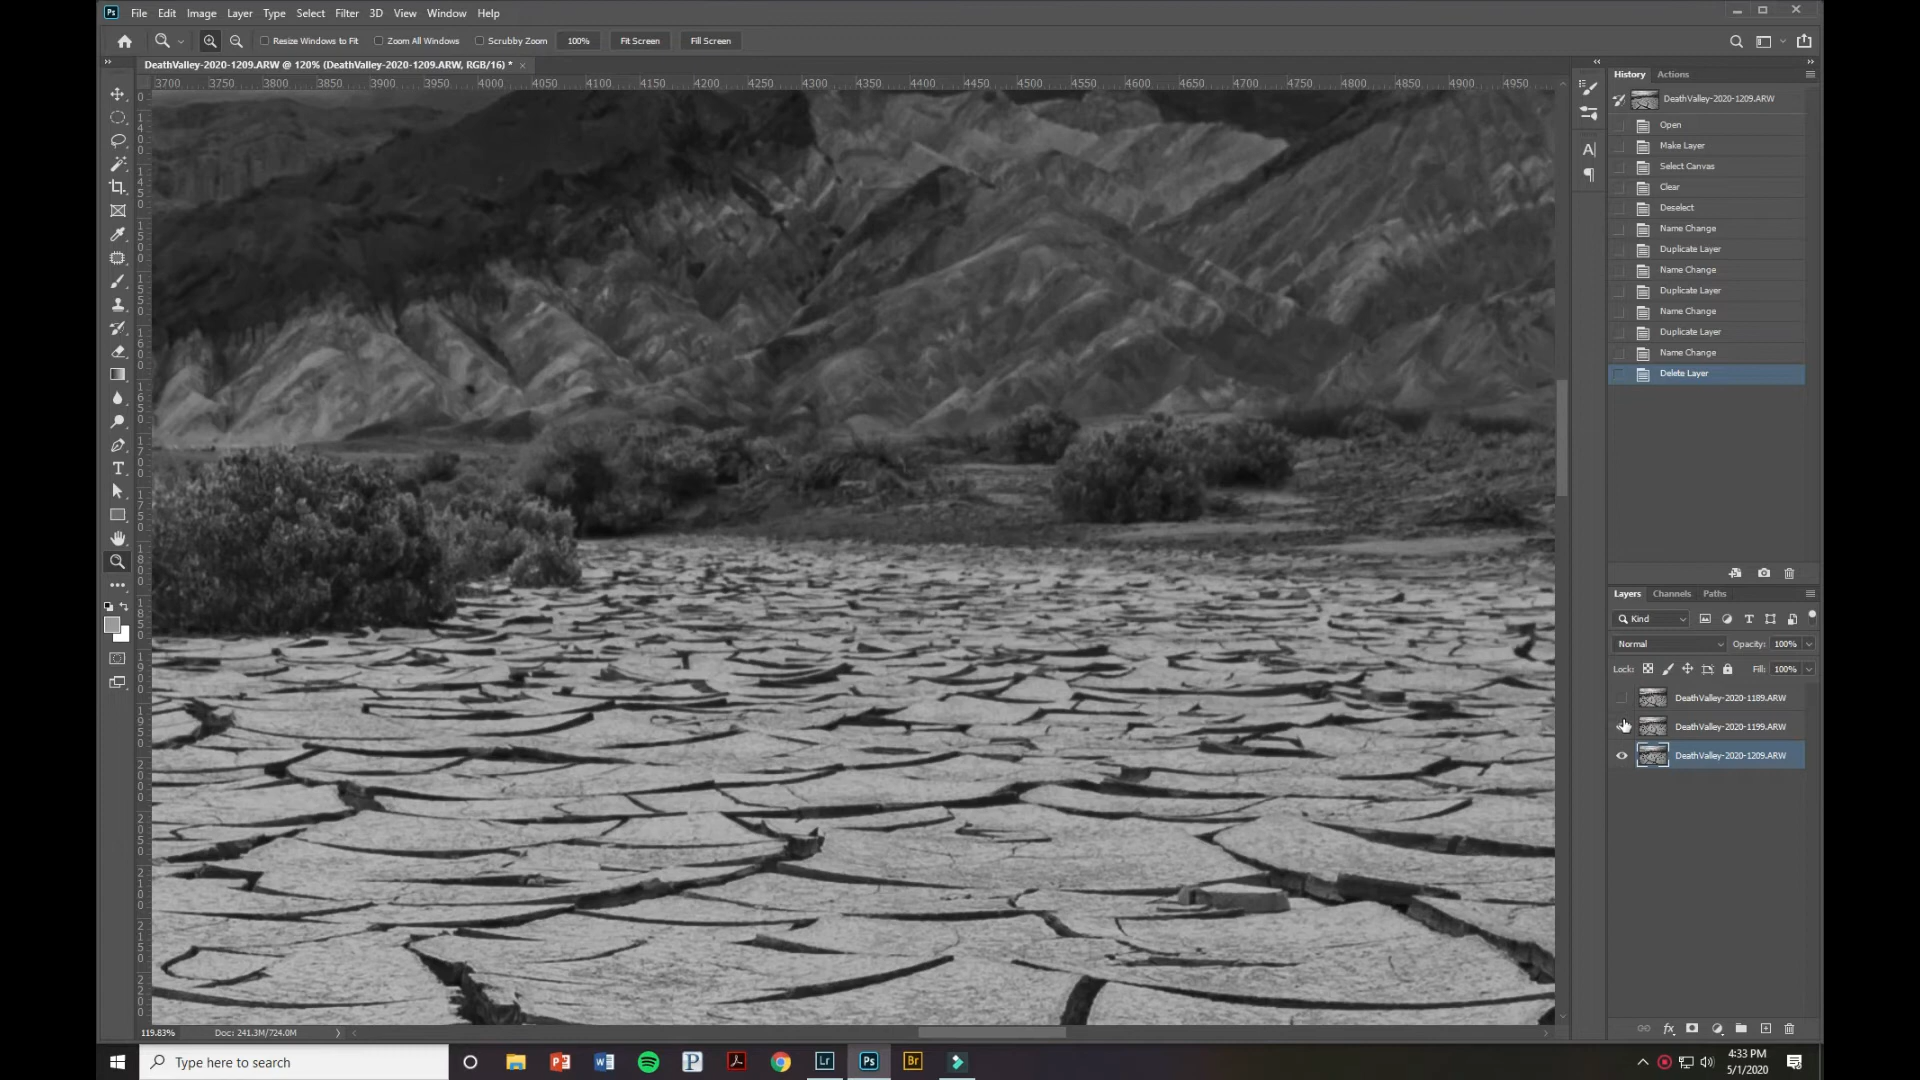 Ps File Edit Image Layer Type Select Filter 3D View Window Help
Resize Windows to Fit Zoom All Windows Scrubby Zoom 100% Fit Screen Fill Screen
DeathValley-2020-1209.ARW @ 120% (DeathValley-2020-1209.ARW, RGB/16) *
3700 3750 3800 3850 3900 3950 4000 4050 4100 4150 4200 4250 4300 4350 4400 4450 4500 4550 4600 4650 4700 4750 4800 4850 4900 4950
History Actions
DeathValley-2020-1209.ARW
Open
Make Layer
Select Canvas
Clear
Deselect
Name Change
Duplicate Layer
Name Change
Duplicate Layer
Name Change
Duplicate Layer
Name Change
Delete Layer
Layers Channels Paths
Kind
Normal Opacity: 100%
Lock: Fill: 100%
DeathValley-2020-1189.ARW
DeathValley-2020-1199.ARW
DeathValley-2020-1209.ARW
119.83% Doc: 241.3M/724.0M
Type here to search
Lr Ps Br
4:33 PM
5/1/2020